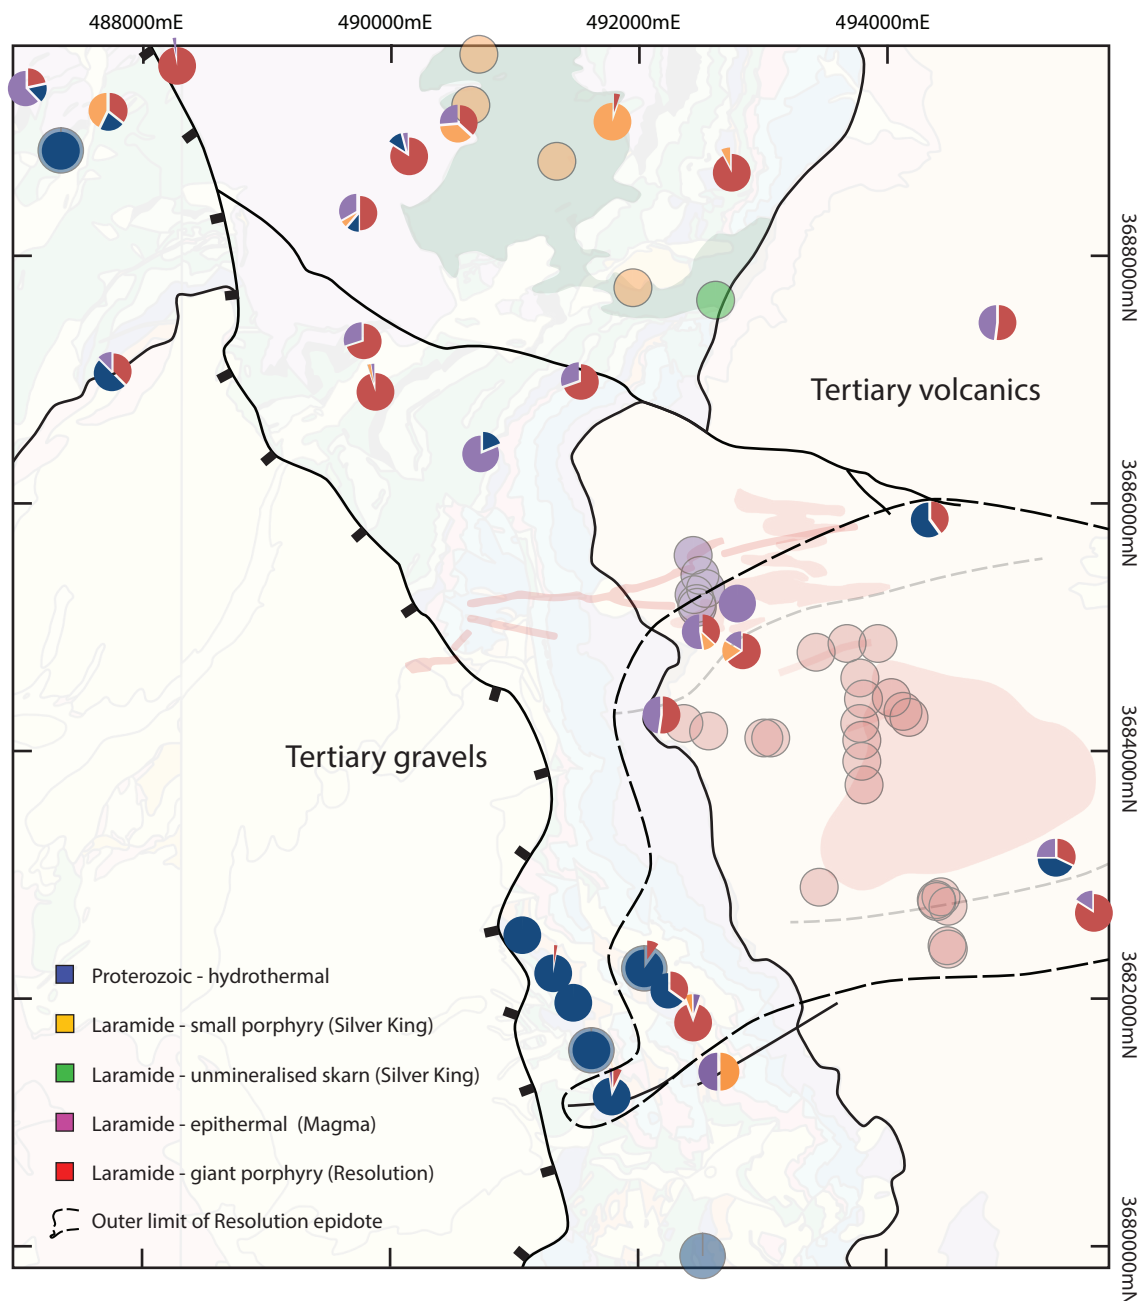 488000mE
490000mE
492000mE
494000mE
3688000mN
Tertiary volcanics
3686000mN
Tertiary gravels
3684000mN
Proterozoic - hydrothermal
3682000mN
Laramide - small porphyry (Silver King)
Laramide - unmineralised skarn (Silver King)
Laramide - epithermal (Magma)
Laramide - giant porphyry (Resolution)
Outer limit of Resolution epidote
3680000mN